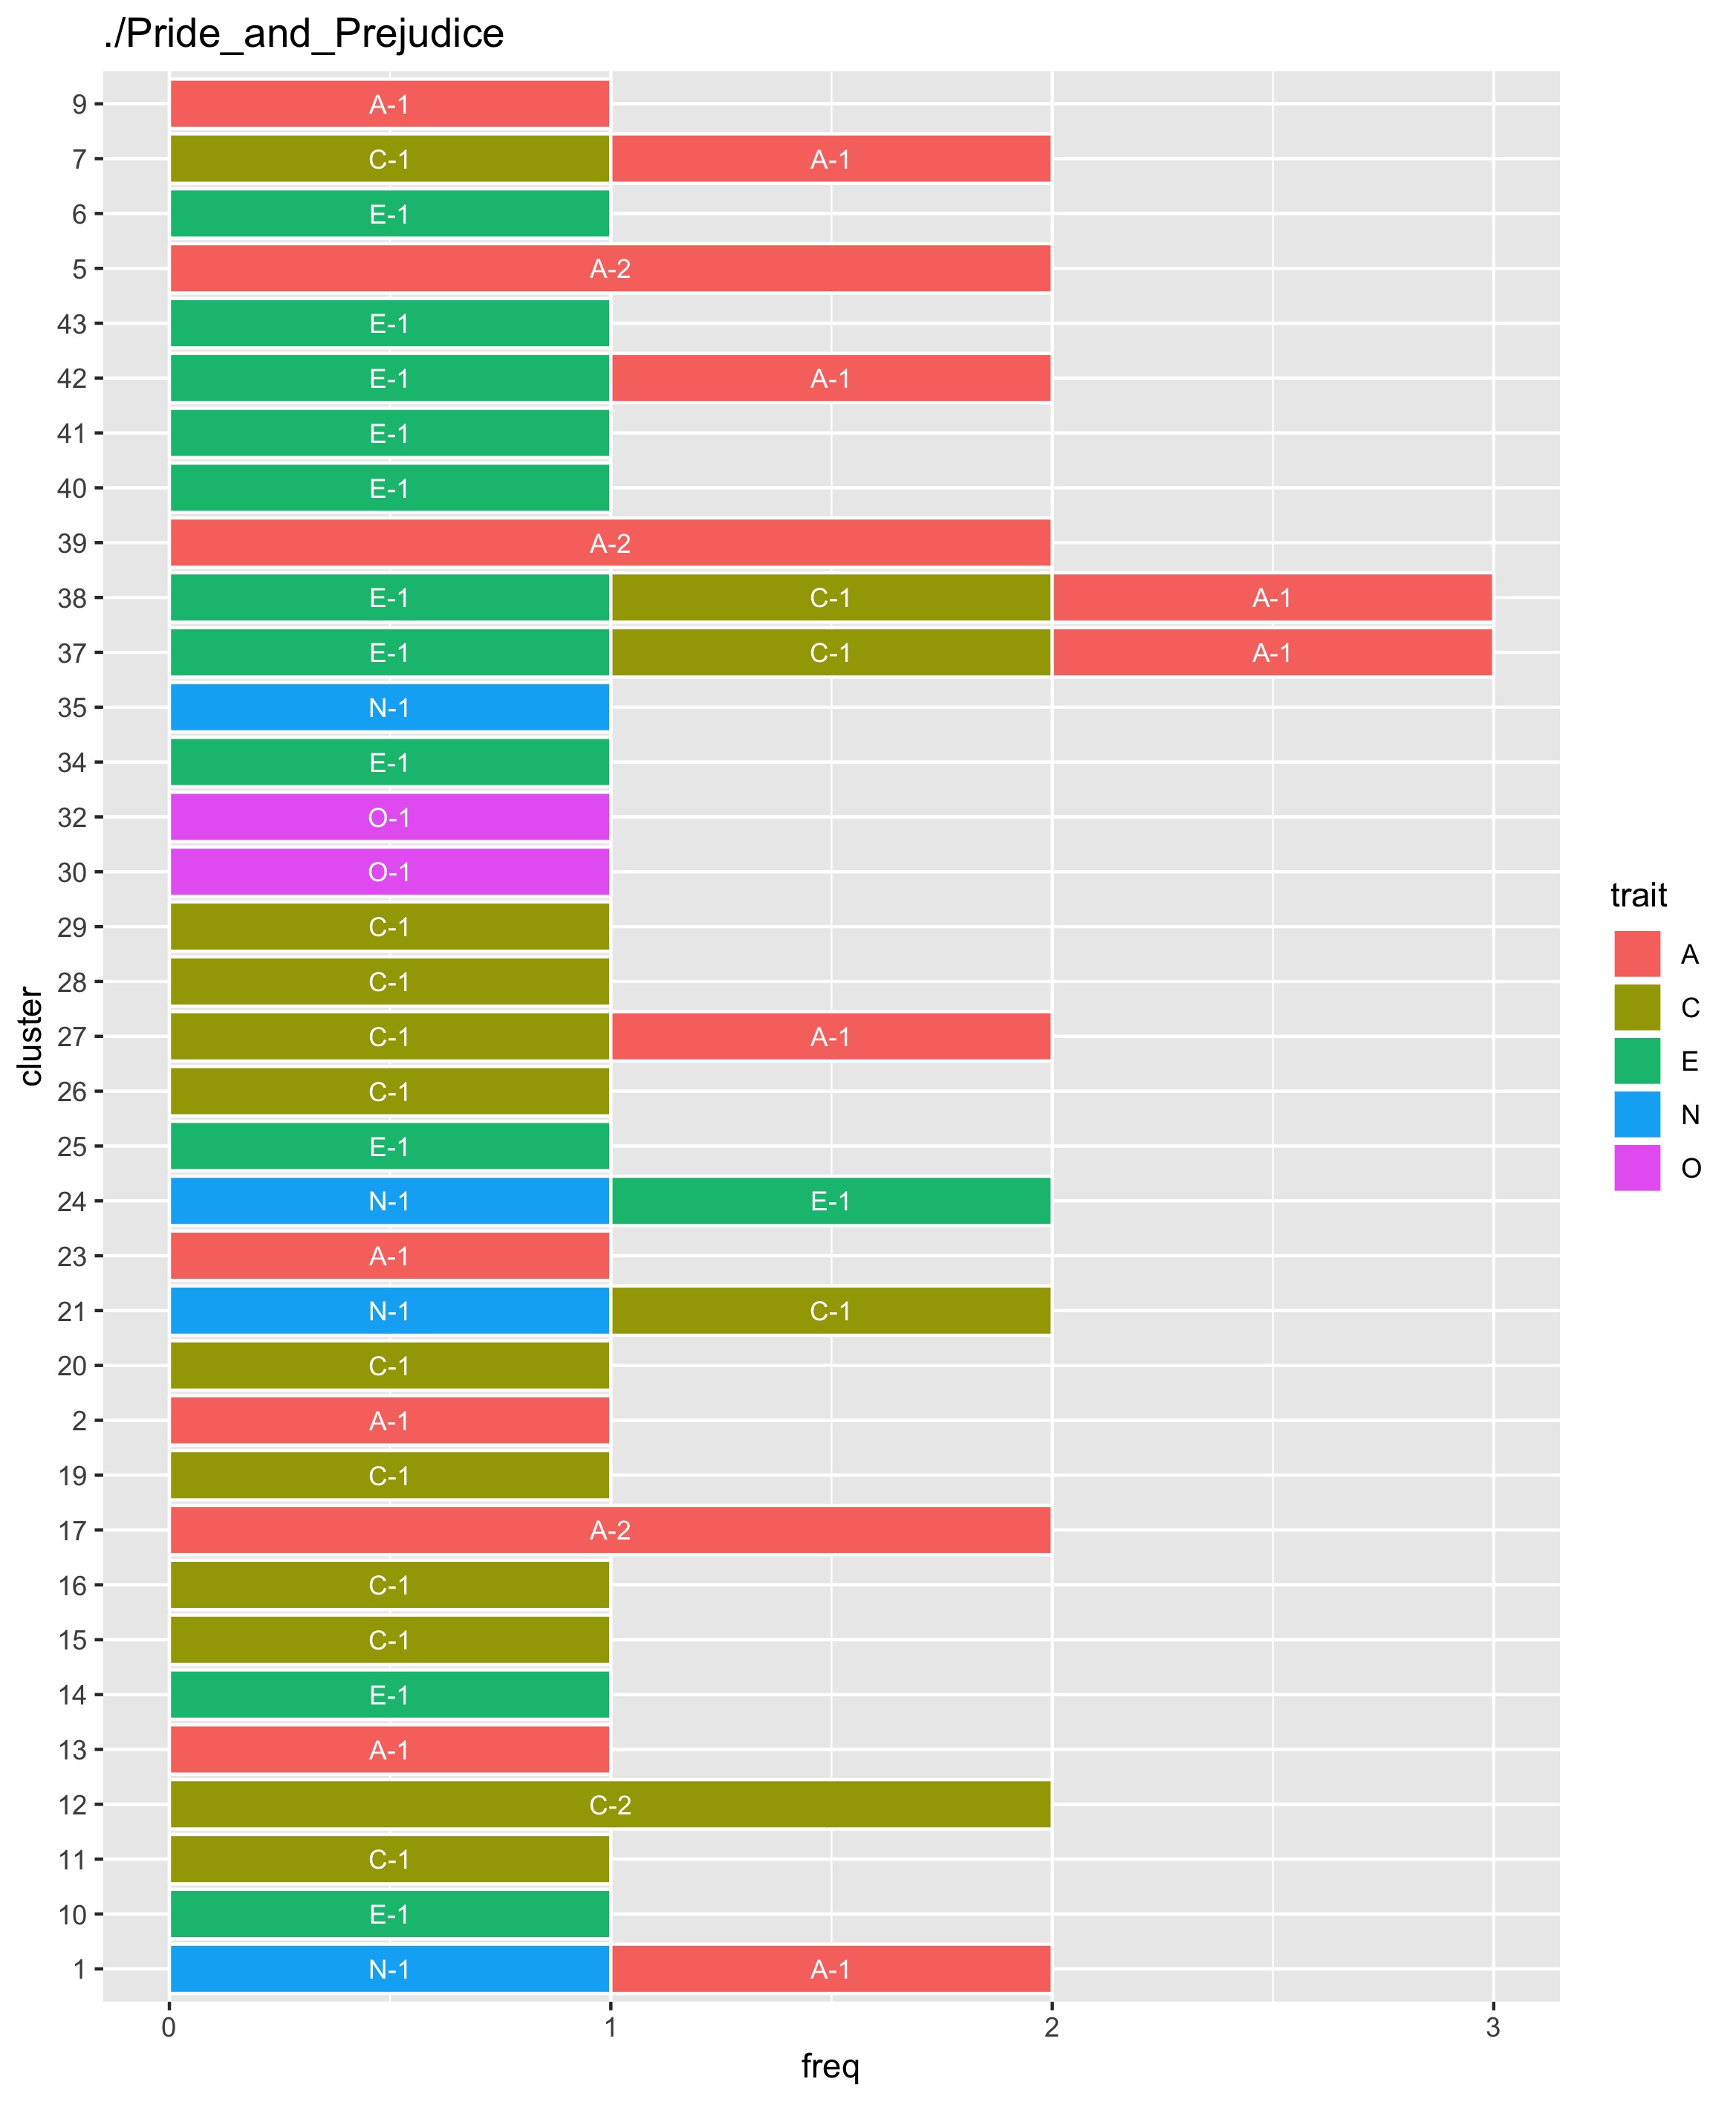 ./Pride_and_Prejudice
9 A-1
7 C-1 A-1
6 E-1
5 A-2
43 E-1
42 E-1 A-1
41 E-1
40 E-1
39 A-2
38 E-1 C-1 A-1
37 E-1 C-1 A-1
35 N-1
34 E-1
32 O-1
30 O-1
29 C-1
28 C-1
27 C-1 A-1
26 C-1
25 E-1
24 N-1 E-1
23 A-1
21 N-1 C-1
20 C-1
2 A-1
19 C-1
17 A-2
16 C-1
15 C-1
14 E-1
13 A-1
12 C-2
11 C-1
10 E-1
1 N-1 A-1
0 1 2 3
freq
cluster
trait
A
C
E
N
O